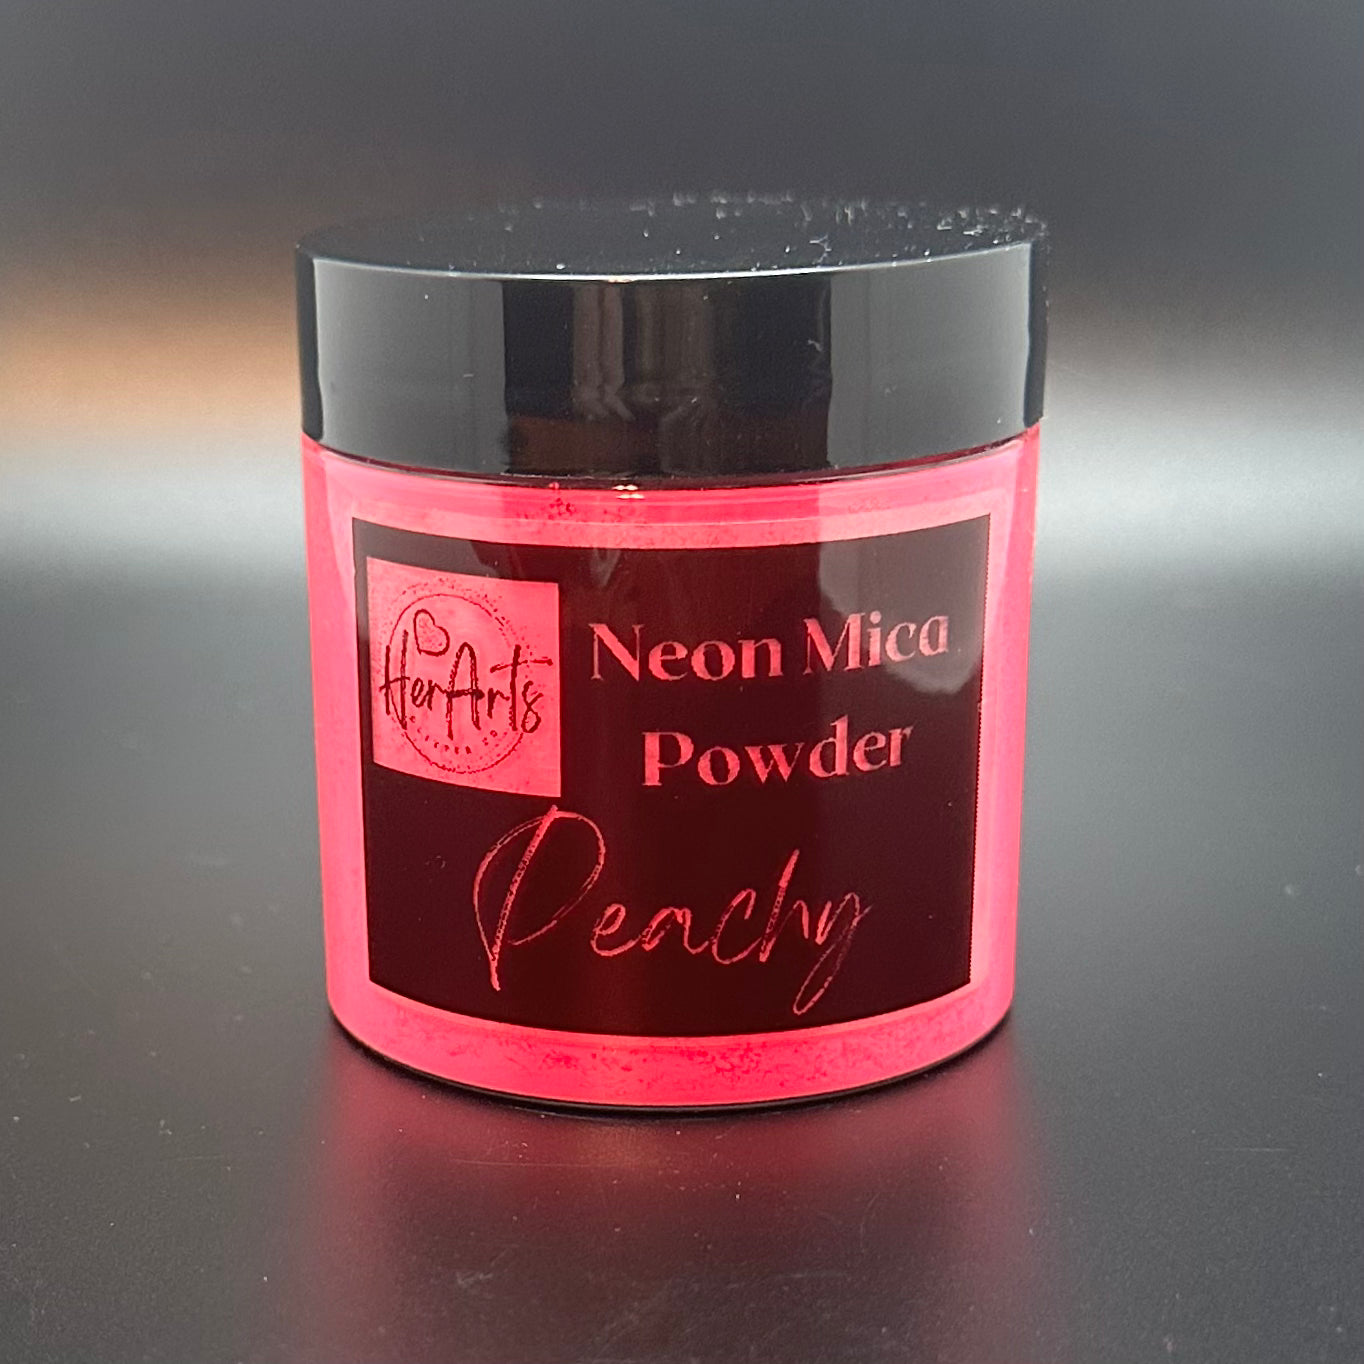 HerArts
Neon Mica
Powder
Peachy